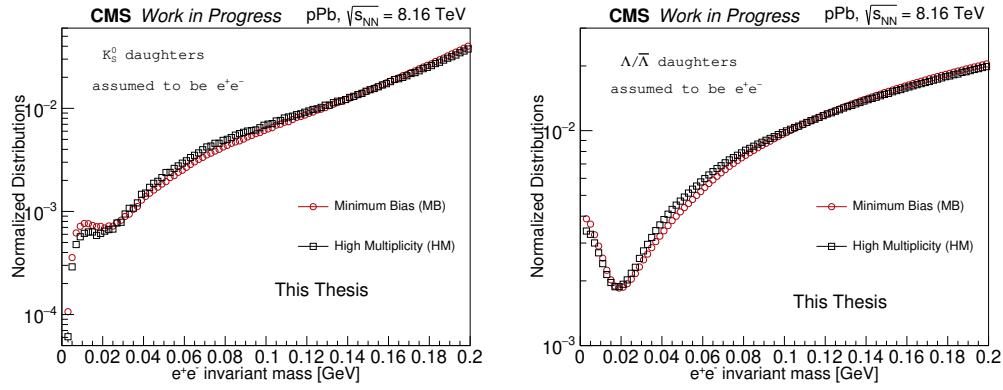 CMS Work in Progress pPb, √sNN = 8.16 TeV
K⁰S daughters
assumed to be e⁺e⁻
Normalized Distributions
10⁻²
10⁻³
10⁻⁴
Minimum Bias (MB)
High Multiplicity (HM)
This Thesis
0 0.02 0.04 0.06 0.08 0.1 0.12 0.14 0.16 0.18 0.2
e⁺e⁻ invariant mass [GeV]
CMS Work in Progress pPb, √sNN = 8.16 TeV
Λ/Λ̅ daughters
assumed to be e⁺e⁻
Normalized Distributions
10⁻²
10⁻³
Minimum Bias (MB)
High Multiplicity (HM)
This Thesis
0 0.02 0.04 0.06 0.08 0.1 0.12 0.14 0.16 0.18 0.2
e⁺e⁻ invariant mass [GeV]